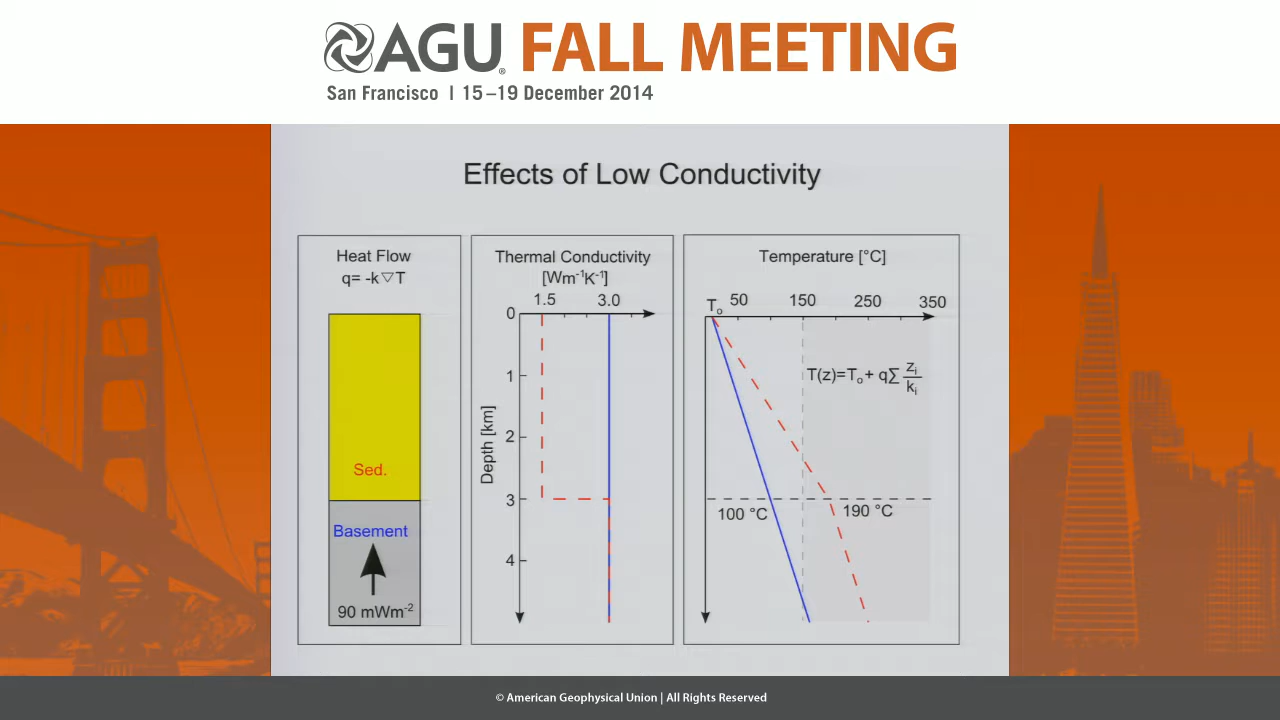 AGU® FALL MEETING
San Francisco | 15–19 December 2014
Effects of Low Conductivity
Heat Flow
q= -k▽T
Sed.
Basement
90 mWm⁻²
Thermal Conductivity
[Wm⁻¹K⁻¹]
1.5 3.0
Depth [km]
0
1
2
3
4
Temperature [°C]
Tₒ 50 150 250 350
T(z)=Tₒ+ q∑ zᵢ/kᵢ
100 °C
190 °C
© American Geophysical Union | All Rights Reserved